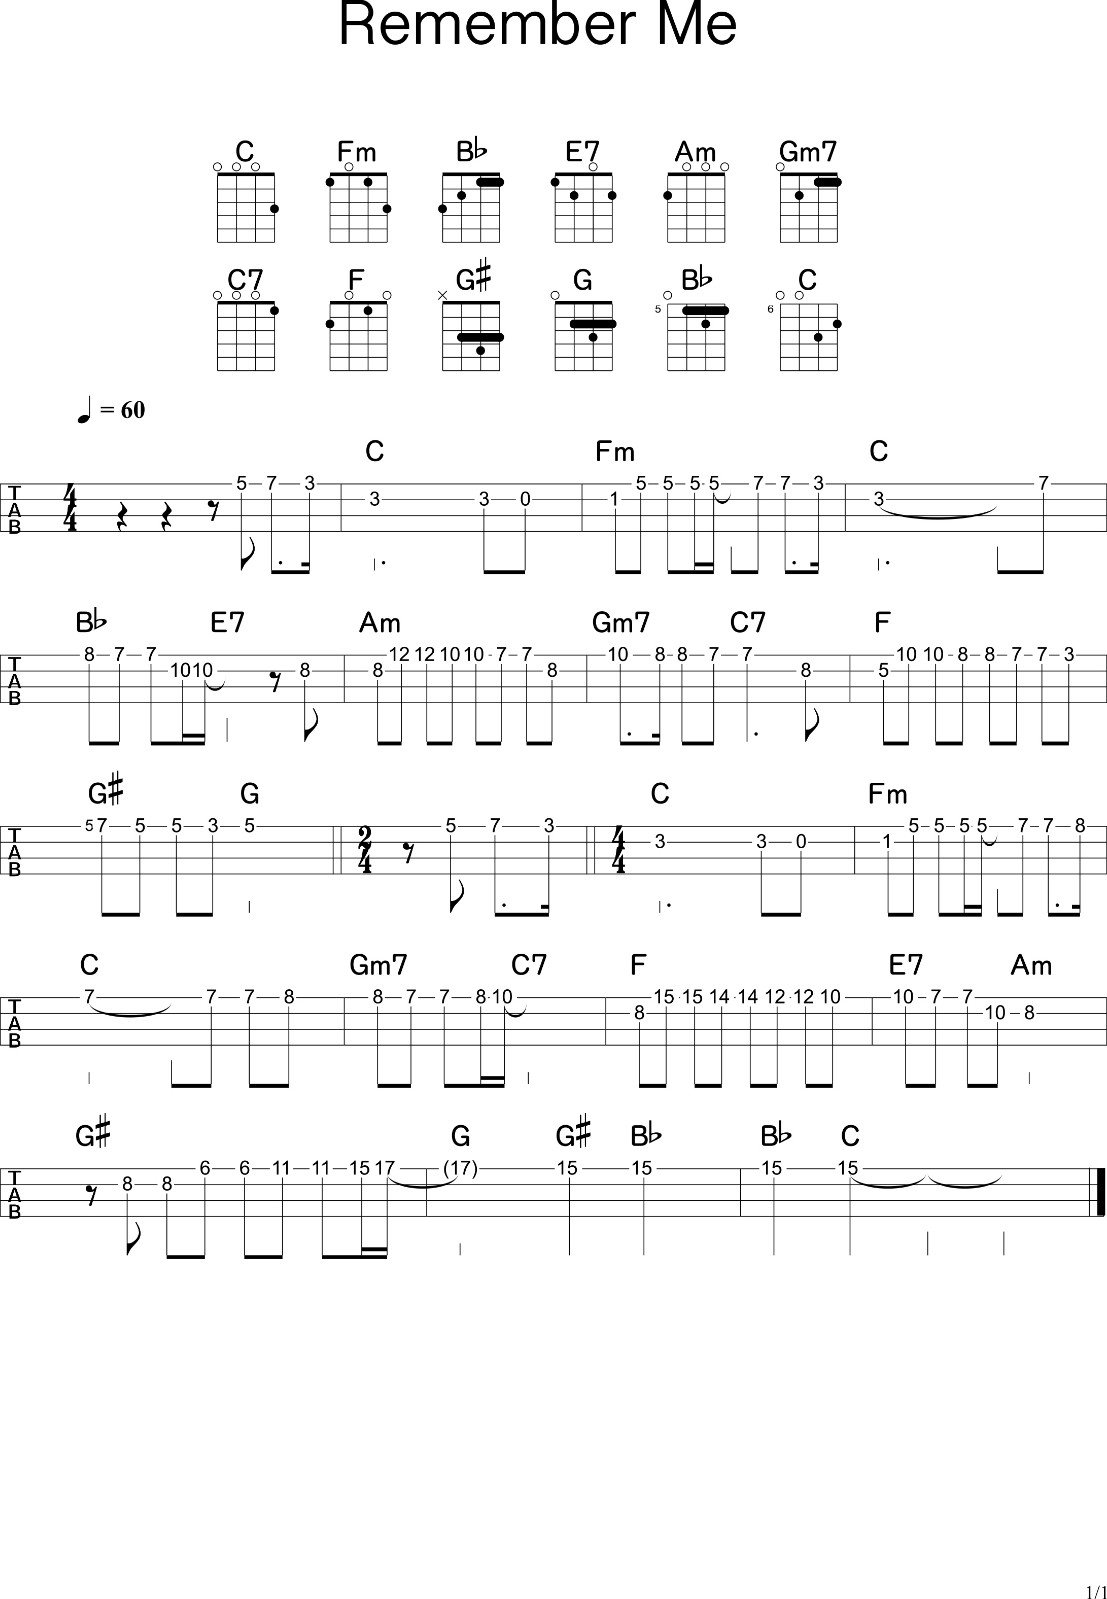 Remember Me
C Fm B♭ E7 Am Gm7
C7 F G♯ G B♭ C
5 6
= 60
C Fm C
T A B 4/4 5 7 3 3 3 0 1 5 5 5 5 7 7 3 3 7
B♭ E7 Am Gm7 C7 F
T A B 8 7 7 10 10 8 8 12 12 10 10 7 7 8 10 8 8 7 7 8 5 10 10 8 8 7 7 3
G♯ G C Fm
T A B 5 7 5 5 3 5 2/4 5 7 3 4/4 3 3 0 1 5 5 5 5 7 7 8
C Gm7 C7 F E7 Am
T A B 7 7 7 8 8 7 7 8 10 8 15 15 14 14 12 12 10 10 7 7 10 8
G♯ G G♯ B♭ B♭ C
T A B 8 8 6 6 11 11 15 17 (17) 15 15 15 15
1/1